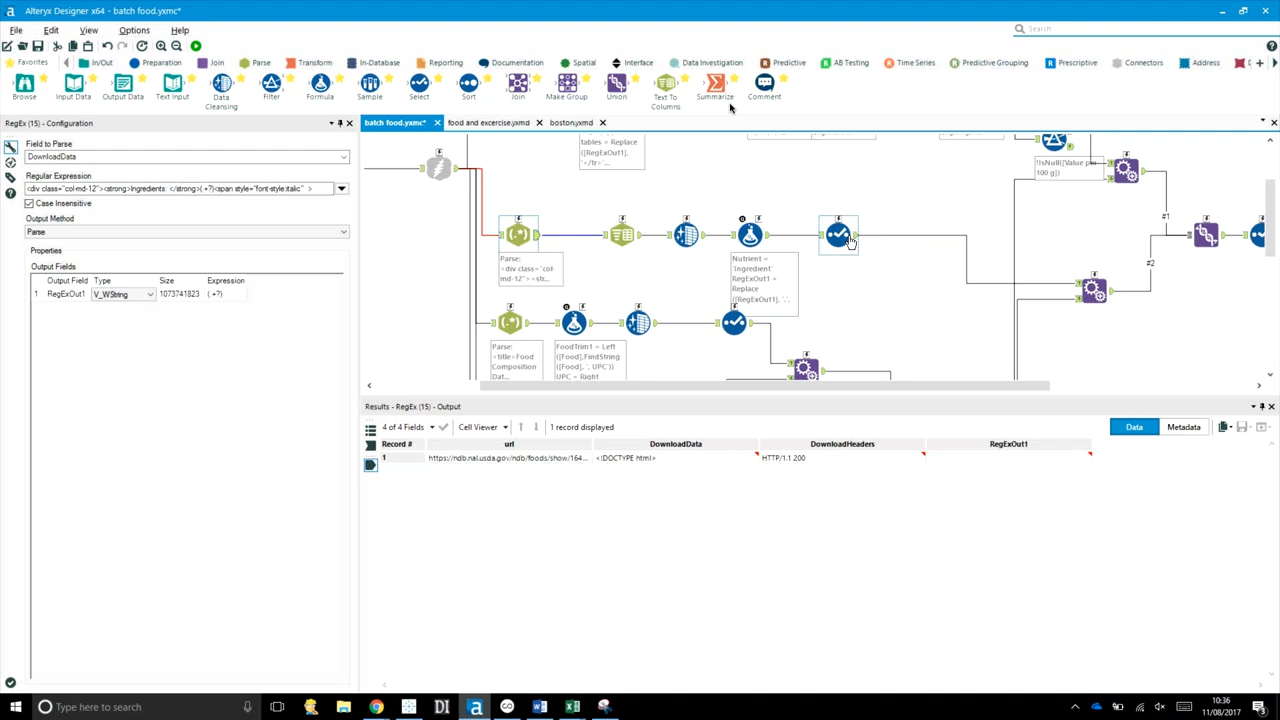 Alteryx Designer x64 - batch food.yxmc*
File Edit View Options Help
Search
Favorites In/Out Preparation Join Parse Transform In-Database Reporting Documentation Spatial Interface Data Investigation Predictive AB Testing Time Series Predictive Grouping Prescriptive Connectors Address
Browse Input Data Output Data Text Input Data Cleansing Filter Formula Sample Select Sort Join Make Group Union Text To Columns Summarize Comment
RegEx (15) - Configuration
batch food.yxmc* food and excercise.yxmd boston.yxmd
Field to Parse
DownloadData
Regular Expression
<div class="col-md-12"><strong>Ingredients: </strong>(.+?)<span style="font-style:italic" >
Case Insensitive
Output Method
Parse
Properties
Output Fields
Output Field Type Size Expression
1 RegExOut1 V_WString 1073741823 (.+?)
tables = Replace
([RegExOut1],
`</tr>`...
!IsNull([Value per
100 g])
#1
#2
Parse:
<div class="col-
md-12"><str...
Nutrient =
'Ingredient'
RegExOut1 =
Replace
([RegExOut1], '.',
Parse:
<title>Food
Composition
Dat...
FoodTrim1 = Left
([Food],FindString
([Food], ', UPC')
UPC = Right
Results - RegEx (15) - Output
4 of 4 Fields Cell Viewer 1 record displayed Data Metadata
Record # url DownloadData DownloadHeaders RegExOut1
1 https://ndb.nal.usda.gov/ndb/foods/show/164... <!DOCTYPE html> HTTP/1.1 200
Type here to search
10:36
11/08/2017